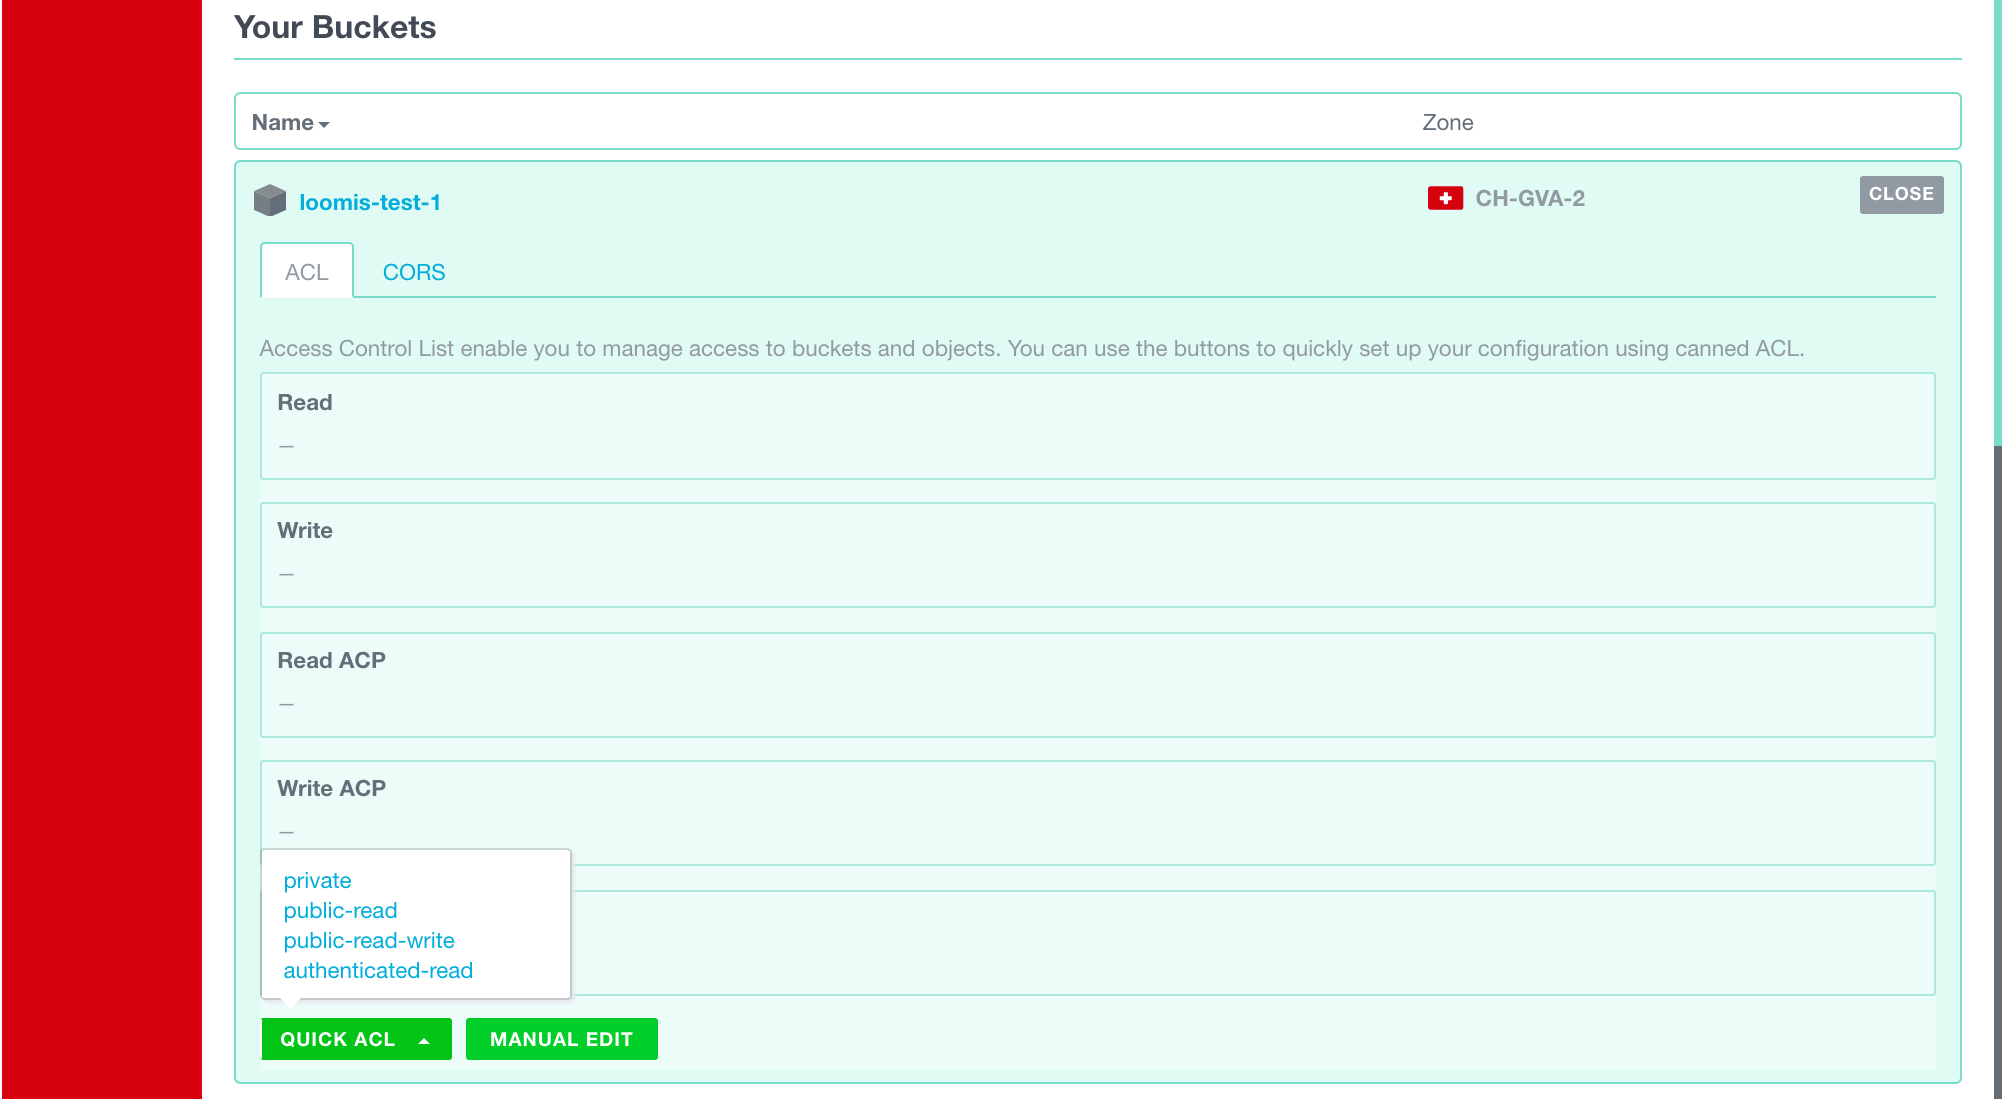 Your Buckets
Name Zone
loomis-test-1 CH-GVA-2 CLOSE
ACL CORS
Access Control List enable you to manage access to buckets and objects. You can use the buttons to quickly set up your configuration using canned ACL.
Read
—
Write
—
Read ACP
—
Write ACP
—
private
public-read
public-read-write
authenticated-read
QUICK ACL MANUAL EDIT